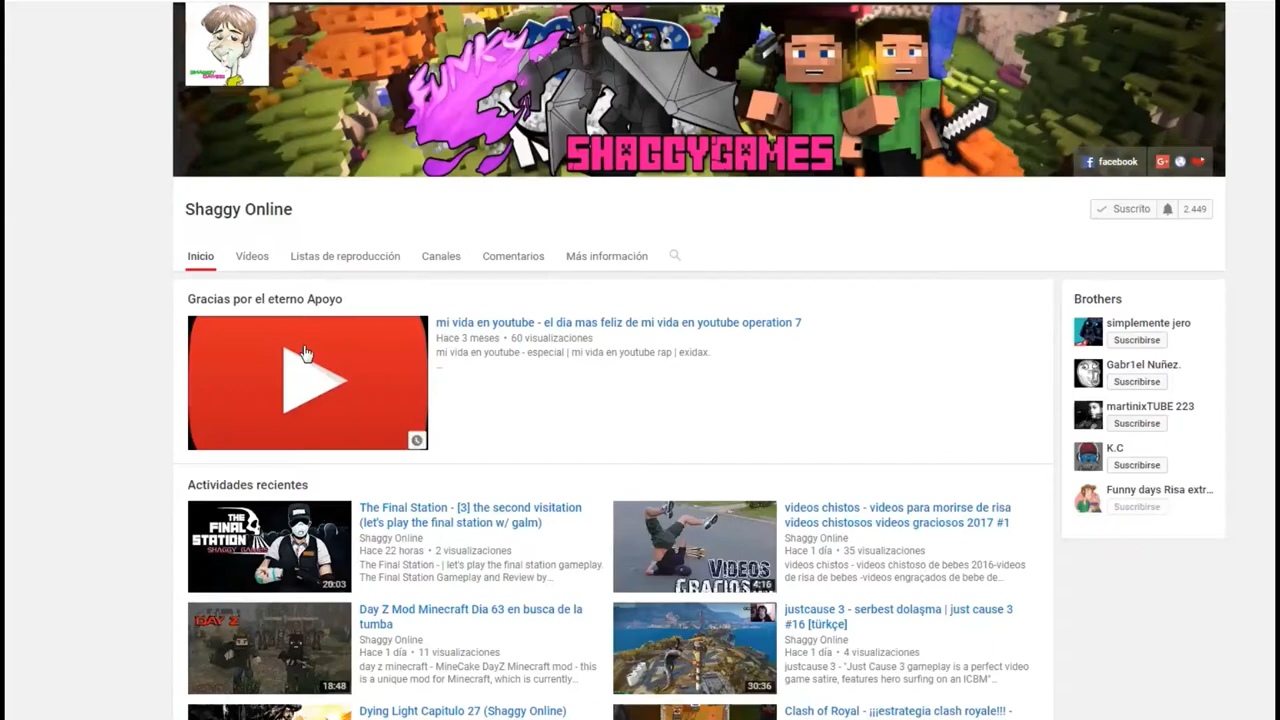 SHAGGYGAMES
facebook
Shaggy Online
Suscrito
2.449
Inicio
Vídeos
Listas de reproducción
Canales
Comentarios
Más información
Gracias por el eterno Apoyo
mi vida en youtube - el dia mas feliz de mi vida en youtube operation 7
Hace 3 meses • 60 visualizaciones
mi vida en youtube - especial | mi vida en youtube rap | exidax.
...
Brothers
simplemente jero
Suscribirse
Gabr1el Nuñez.
Suscribirse
martinixTUBE 223
Suscribirse
K.C
Suscribirse
Funny days Risa extr...
Suscribirse
Actividades recientes
THE FINAL STATION
SHAGGY GAMES
20:03
The Final Station - [3] the second visitation
(let's play the final station w/ galm)
Shaggy Online
Hace 22 horas • 2 visualizaciones
The Final Station - | let's play the final station gameplay.
The Final Station Gameplay and Review by...
VIDEOS
GRACIOSOS
4:16
videos chistos - videos para morirse de risa
videos chistosos videos graciosos 2017 #1
Shaggy Online
Hace 1 día • 35 visualizaciones
videos chistos - videos chistoso de bebes 2016-videos
de risa de bebes -videos engraçados de bebe de...
DAY Z
18:48
Day Z Mod Minecraft Dia 63 en busca de la
tumba
Shaggy Online
Hace 1 día • 11 visualizaciones
day z minecraft - MineCake DayZ Minecraft mod - this
is a unique mod for Minecraft, which is currently...
30:36
justcause 3 - serbest dolaşma | just cause 3
#16 [türkçe]
Shaggy Online
Hace 1 día • 4 visualizaciones
justcause 3 - "Just Cause 3 gameplay is a perfect video
game satire, features hero surfing on an ICBM"...
Dying Light Capitulo 27 (Shaggy Online)
Clash of Royal - ¡¡¡estrategia clash royale!!! -